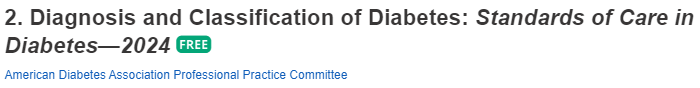 2. Diagnosis and Classification of Diabetes: Standards of Care in
Diabetes—2024 FREE
American Diabetes Association Professional Practice Committee